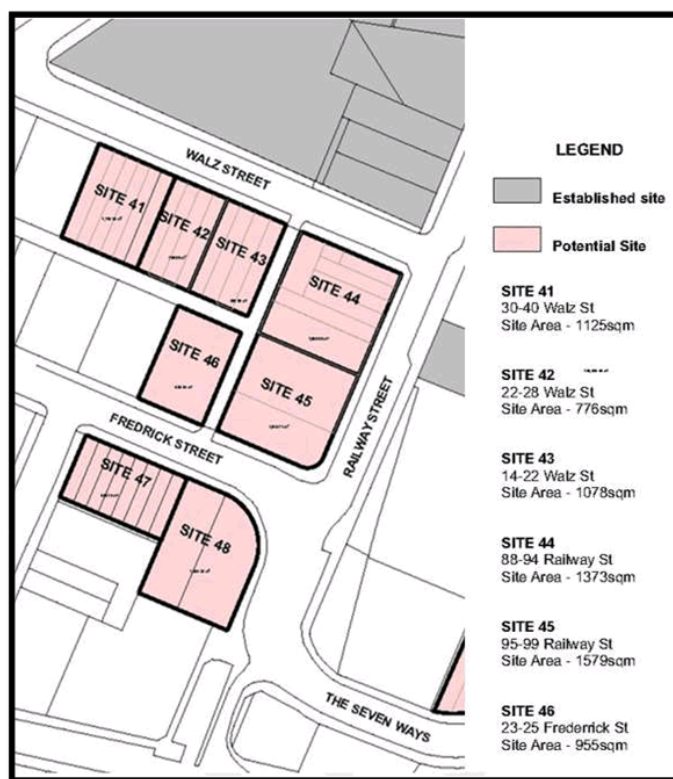 WALZ STREET
SITE 41
SITE 42
SITE 43
SITE 44
SITE 46
SITE 45
RAILWAY STREET
FREDRICK STREET
SITE 47
SITE 48
THE SEVEN WAYS
LEGEND
Established site
Potential Site
SITE 41
30-40 Walz St
Site Area - 1125sqm
SITE 42
22-28 Walz St
Site Area - 776sqm
SITE 43
14-22 Walz St
Site Area - 1078sqm
SITE 44
88-94 Railway St
Site Area - 1373sqm
SITE 45
95-99 Railway St
Site Area - 1579sqm
SITE 46
23-25 Frederrick St
Site Area - 955sqm